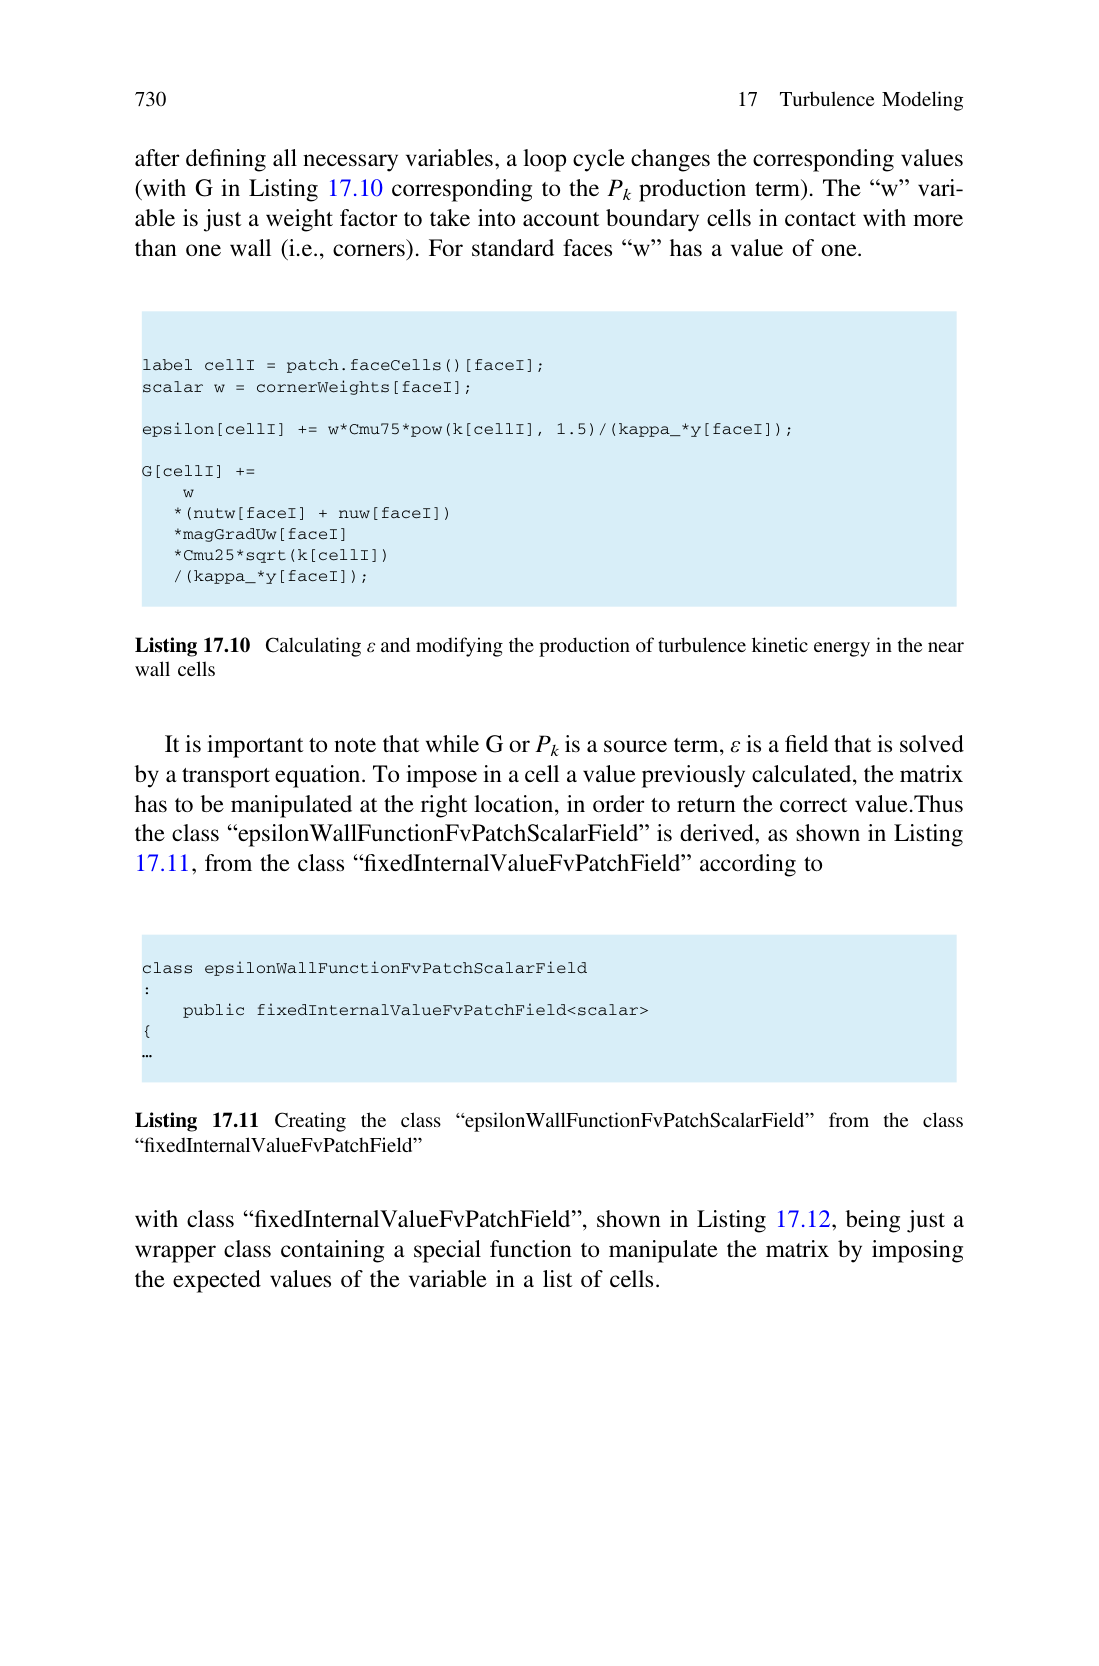 730
17 Turbulence Modeling
after defining all necessary variables, a loop cycle changes the corresponding values
(with G in Listing 17.10 corresponding to the Pk production term). The “w” vari-
able is just a weight factor to take into account boundary cells in contact with more
than one wall (i.e., corners). For standard faces “w” has a value of one.
label cellI = patch.faceCells()[faceI];
scalar w = cornerWeights[faceI];
epsilon[cellI] += w*Cmu75*pow(k[cellI], 1.5)/(kappa_*y[faceI]);
G[cellI] +=
w
*(nutw[faceI] + nuw[faceI])
*magGradUw[faceI]
*Cmu25*sqrt(k[cellI])
/(kappa_*y[faceI]);
Listing 17.10 Calculating ε and modifying the production of turbulence kinetic energy in the near
wall cells
It is important to note that while G or Pk is a source term, ε is a field that is solved
by a transport equation. To impose in a cell a value previously calculated, the matrix
has to be manipulated at the right location, in order to return the correct value.Thus
the class “epsilonWallFunctionFvPatchScalarField” is derived, as shown in Listing
17.11, from the class “fixedInternalValueFvPatchField” according to
class epsilonWallFunctionFvPatchScalarField
:
public fixedInternalValueFvPatchField<scalar>
{
…
Listing 17.11 Creating the class “epsilonWallFunctionFvPatchScalarField” from the class
“fixedInternalValueFvPatchField”
with class “fixedInternalValueFvPatchField”, shown in Listing 17.12, being just a
wrapper class containing a special function to manipulate the matrix by imposing
the expected values of the variable in a list of cells.